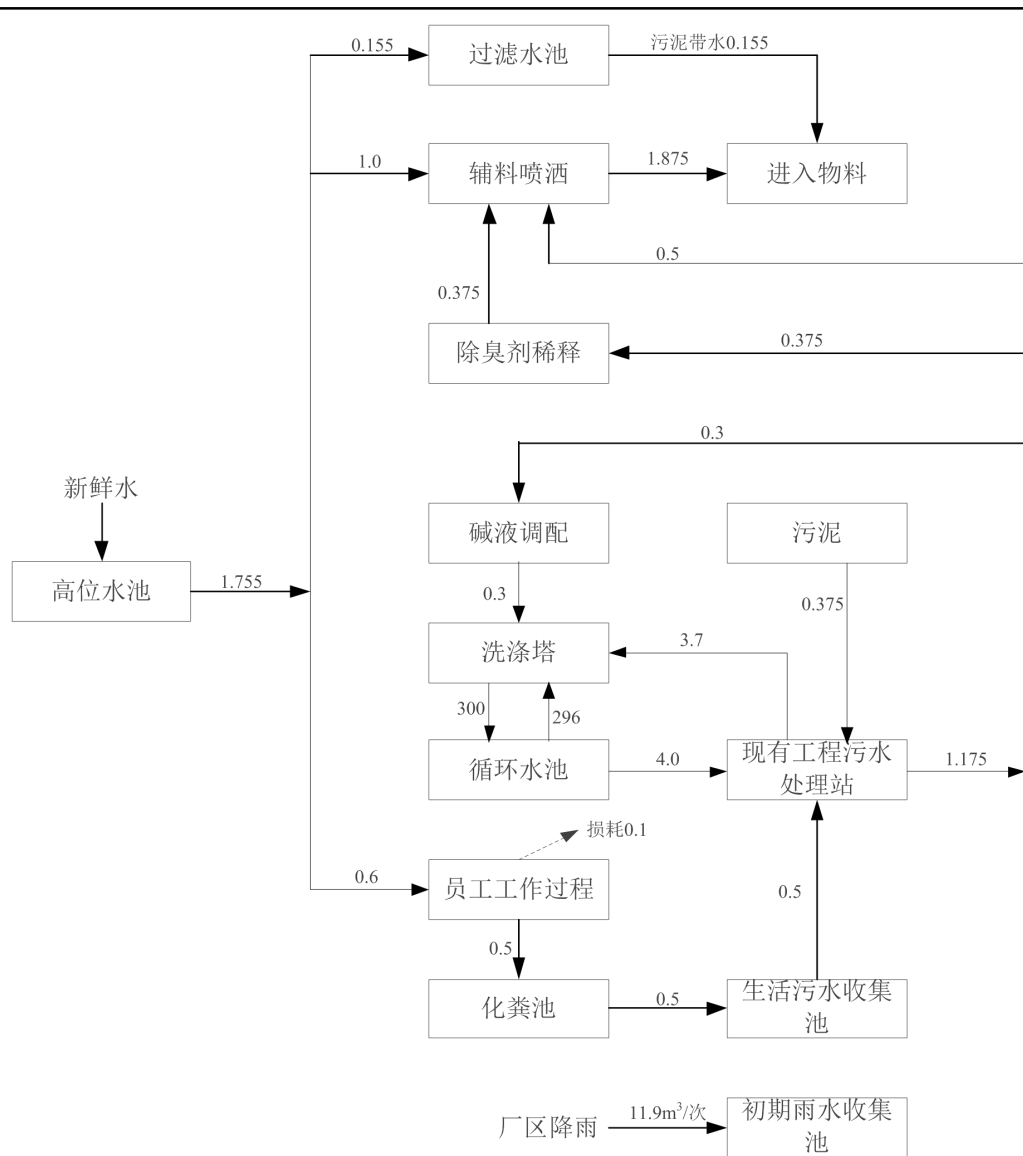 0.155
过滤水池
污泥带水0.155
1.0
辅料喷洒
1.875
进入物料
0.5
0.375
除臭剂稀释
0.375
0.3
新鲜水
碱液调配
污泥
高位水池
1.755
0.3
0.375
洗涤塔
3.7
300
296
循环水池
4.0
现有工程污水
处理站
1.175
损耗0.1
0.6
员工工作过程
0.5
0.5
化粪池
0.5
生活污水收集
池
厂区降雨
11.9m³/次
初期雨水收集
池